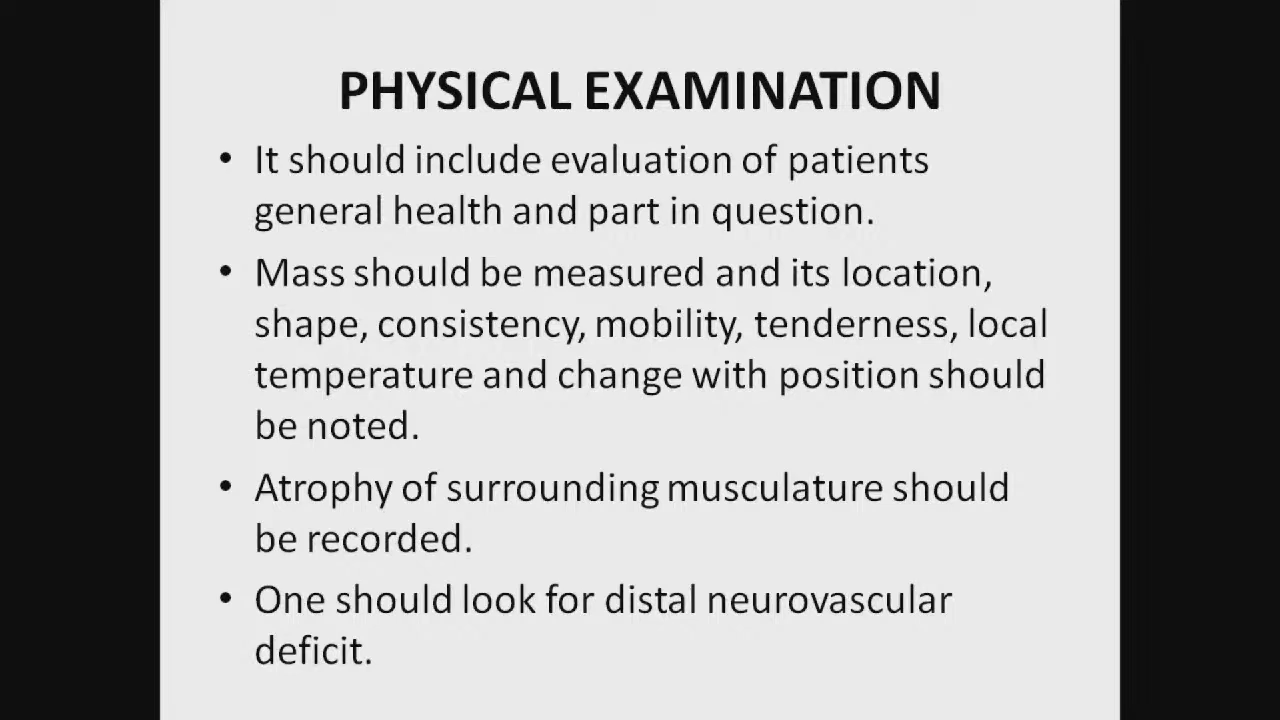 PHYSICAL EXAMINATION
• It should include evaluation of patients
general health and part in question.
• Mass should be measured and its location,
shape, consistency, mobility, tenderness, local
temperature and change with position should
be noted.
• Atrophy of surrounding musculature should
be recorded.
• One should look for distal neurovascular
deficit.